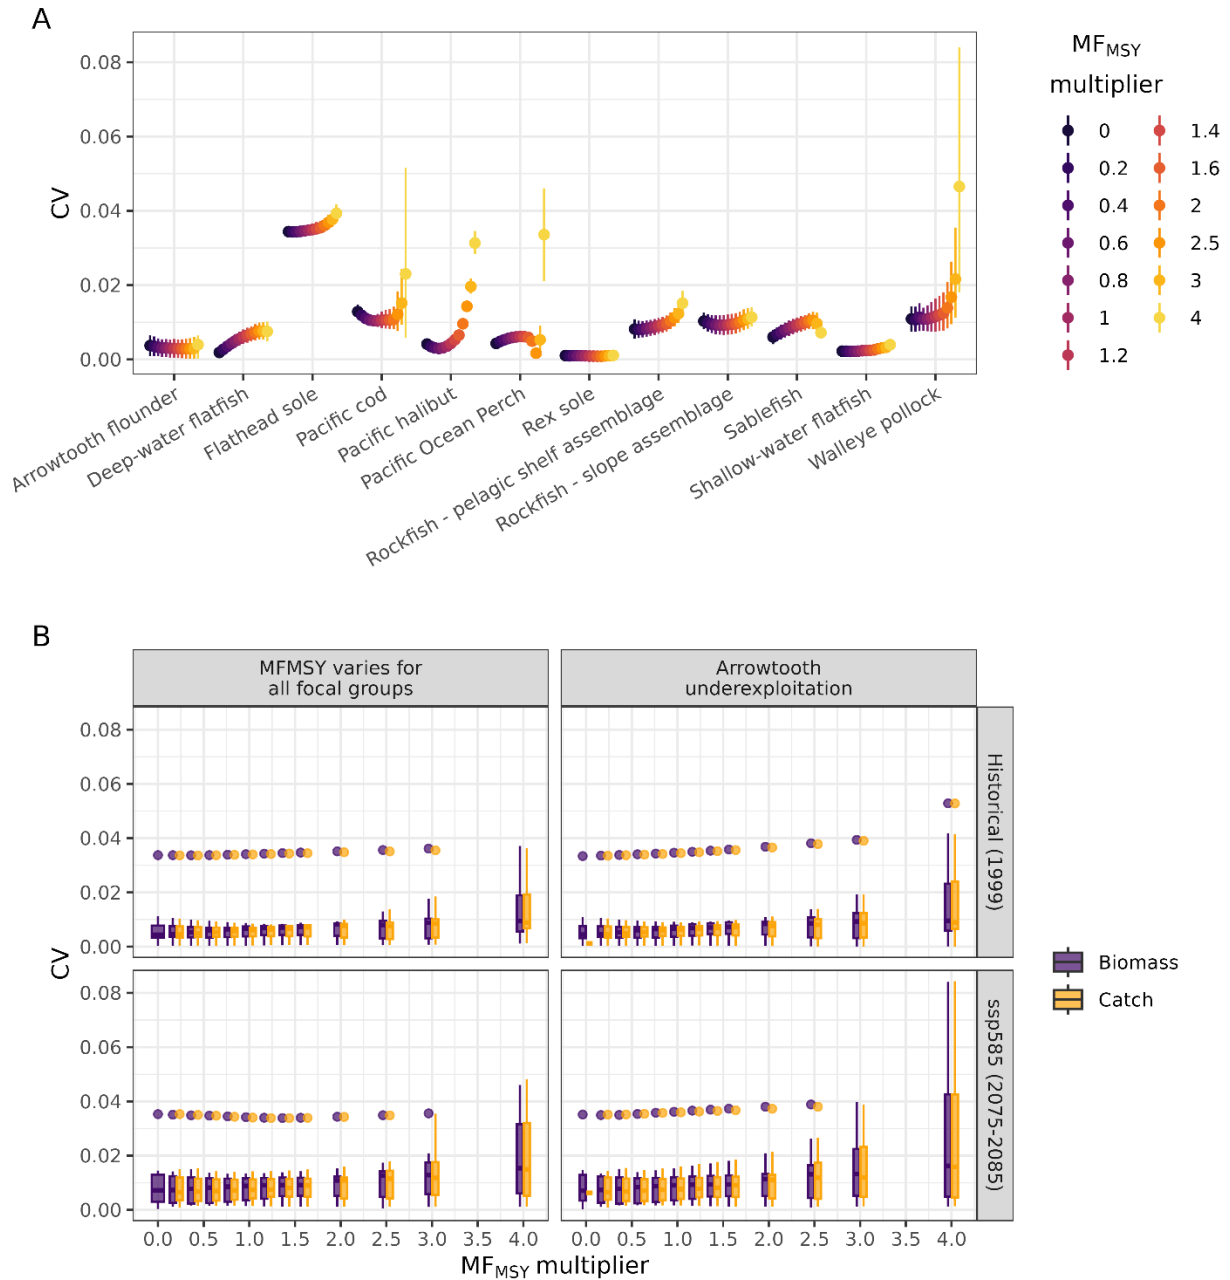 A
0.08
0.06
0.04
0.02
0.00
CV
Arrowtooth flounder
Deep-water flatfish
Flathead sole
Pacific cod
Pacific halibut
Pacific Ocean Perch
Rex sole
Rockfish - pelagic shelf assemblage
Rockfish - slope assemblage
Sablefish
Shallow-water flatfish
Walleye pollock
MFMSY
multiplier
0
0.2
0.4
0.6
0.8
1
1.2
1.4
1.6
2
2.5
3
4
B
MFMSY varies for
all focal groups
Arrowtooth
underexploitation
0.08
0.06
0.04
0.02
0.00
Historical (1999)
CV
0.08
0.06
0.04
0.02
0.00
ssp585 (2075-2085)
0.0 0.5 1.0 1.5 2.0 2.5 3.0 3.5 4.0
0.0 0.5 1.0 1.5 2.0 2.5 3.0 3.5 4.0
MFMSY multiplier
Biomass
Catch